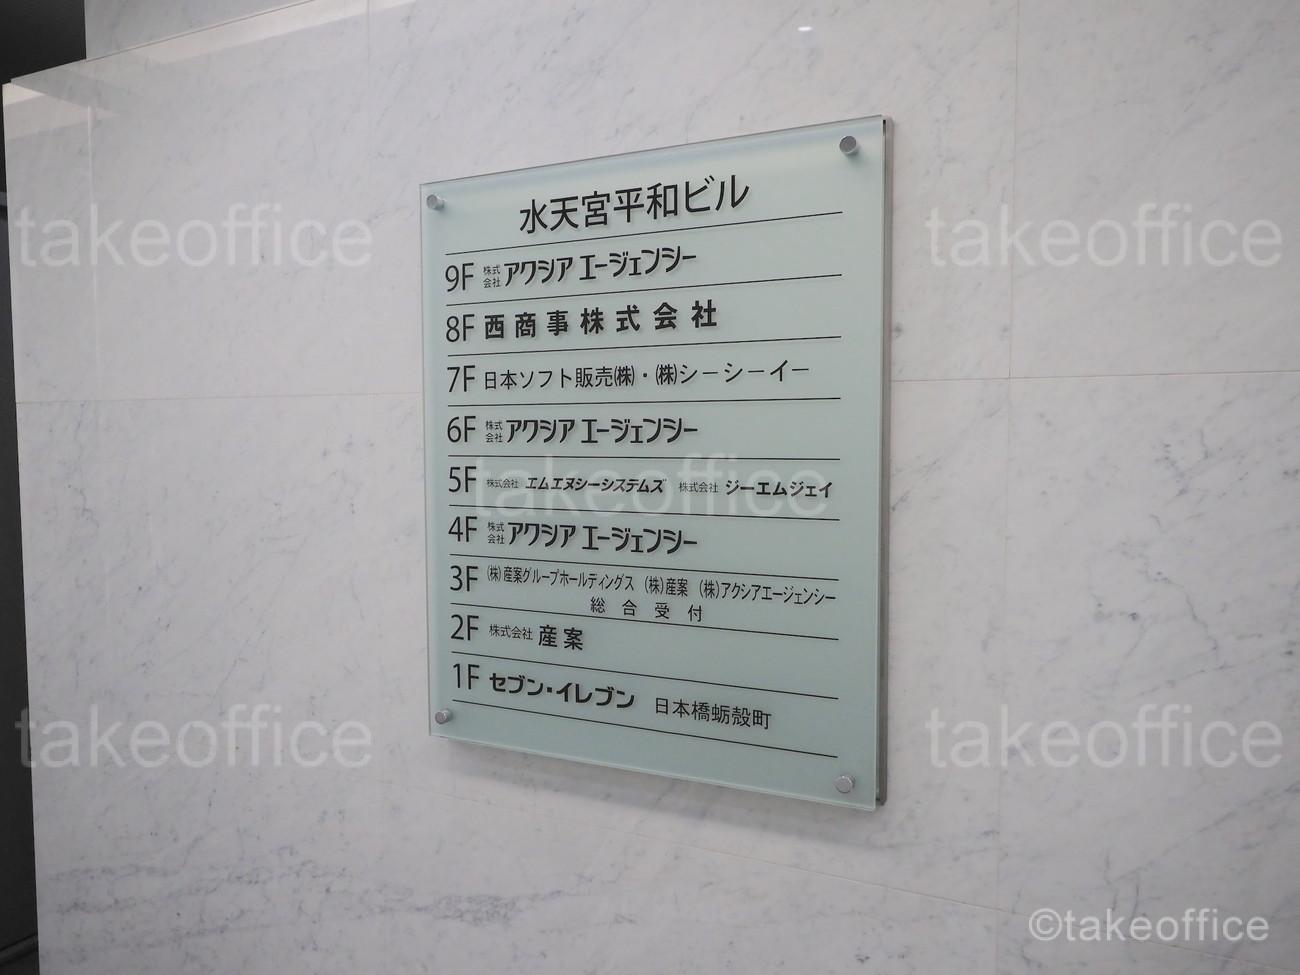 水天宮平和ビル
9F 株式会社 アクシア エージェンシー
8F 西商事株式会社
7F 日本ソフト販売㈱・㈱シーシーイー
6F 株式会社 アクシア エージェンシー
5F 株式会社 エムエヌシーシステムズ 株式会社 ジーエムジェイ
4F 株式会社 アクシア エージェンシー
3F ㈱産案グループホールディングス ㈱産案 ㈱アクシアエージェンシー
総合受付
2F 株式会社 産案
1F セブン-イレブン 日本橋蛎殻町
takeoffice
takeoffice
takeoffice
takeoffice
takeoffice
©takeoffice